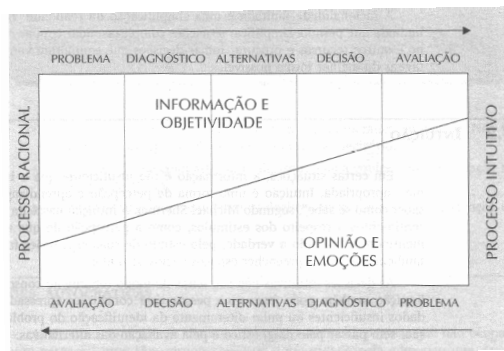 PROBLEMA DIAGNÓSTICO ALTERNATIVAS DECISÃO AVALIAÇÃO
PROCESSO RACIONAL
INFORMAÇÃO E
OBJETIVIDADE
OPINIÃO E
EMOÇÕES
PROCESSO INTUITIVO
AVALIAÇÃO DECISÃO ALTERNATIVAS DIAGNÓSTICO PROBLEMA